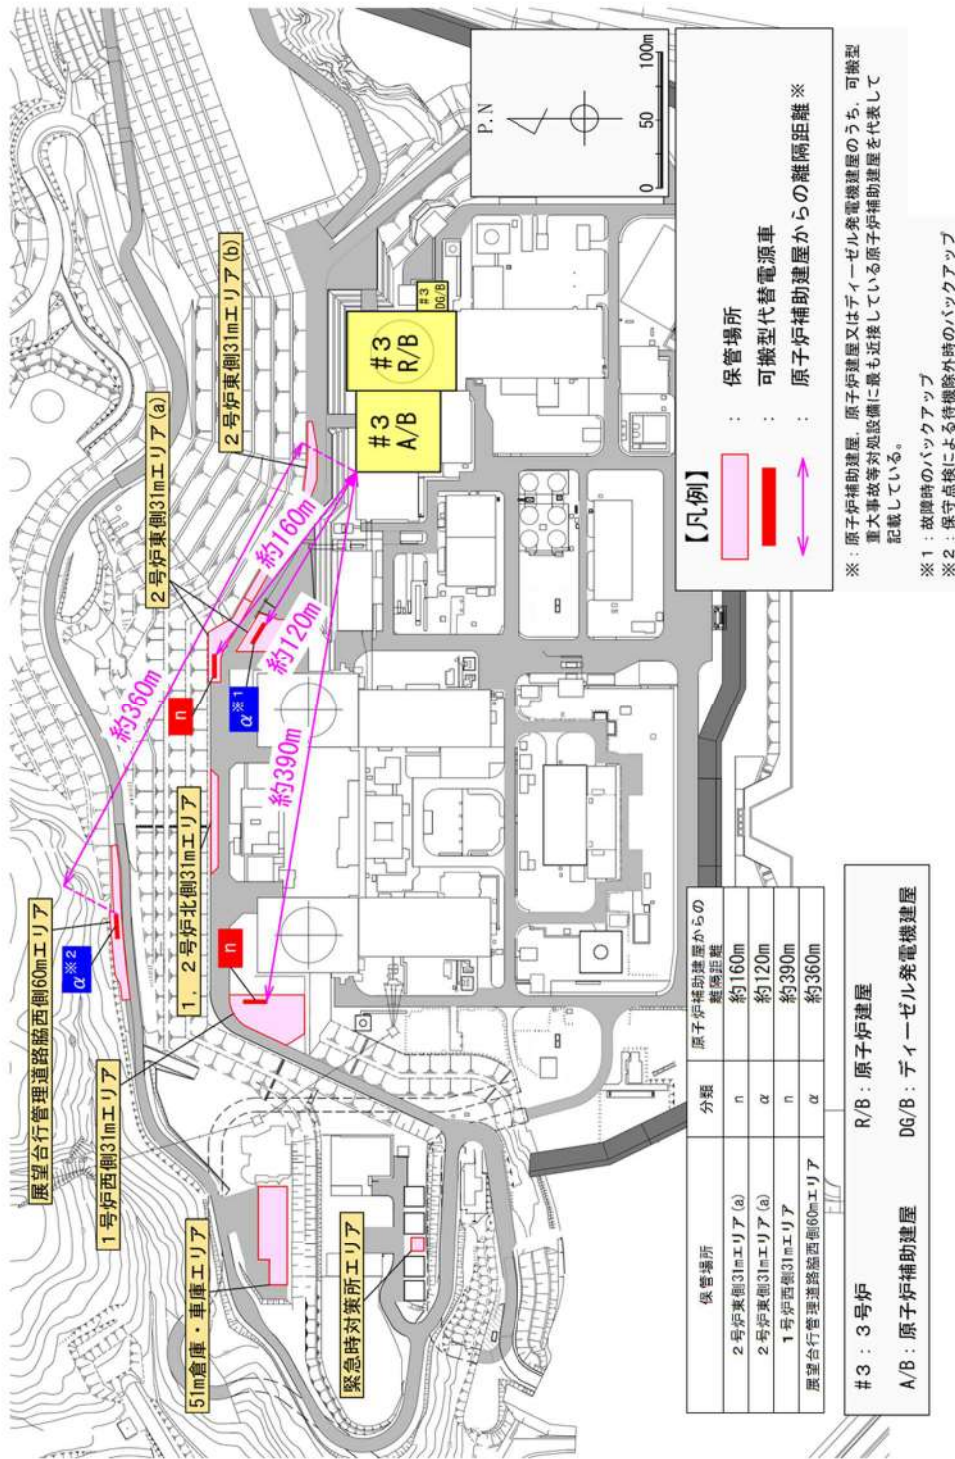 展望台行管理道路脇西側60mエリア
α※2
1号炉西側31mエリア
51m倉庫・車庫エリア
緊急時対策所エリア
1，2号炉北側31mエリア
n
n
α※1
2号炉東側31mエリア(a)
2号炉東側31mエリア(b)
約360m
約160m
約120m
約390m
#3
A/B
#3
R/B
#3
DG/B
P.N
0 50 100m
【凡例】
： 保管場所
： 可搬型代替電源車
： 原子炉補助建屋からの離隔距離※
※：原子炉補助建屋，原子炉建屋又はディーゼル発電機建屋のうち，可搬型
重大事故等対処設備に最も近接している原子炉補助建屋を代表して
記載している。
※1：故障時のバックアップ
※2：保守点検による待機除外時のバックアップ
保管場所 分類 原子炉補助建屋からの
離隔距離
2号炉東側31mエリア(a) n 約160m
2号炉東側31mエリア(a) α 約120m
1号炉西側31mエリア n 約390m
展望台行管理道路脇西側60mエリア α 約360m
#3：3号炉 R/B：原子炉建屋
A/B：原子炉補助建屋 DG/B：ディーゼル発電機建屋